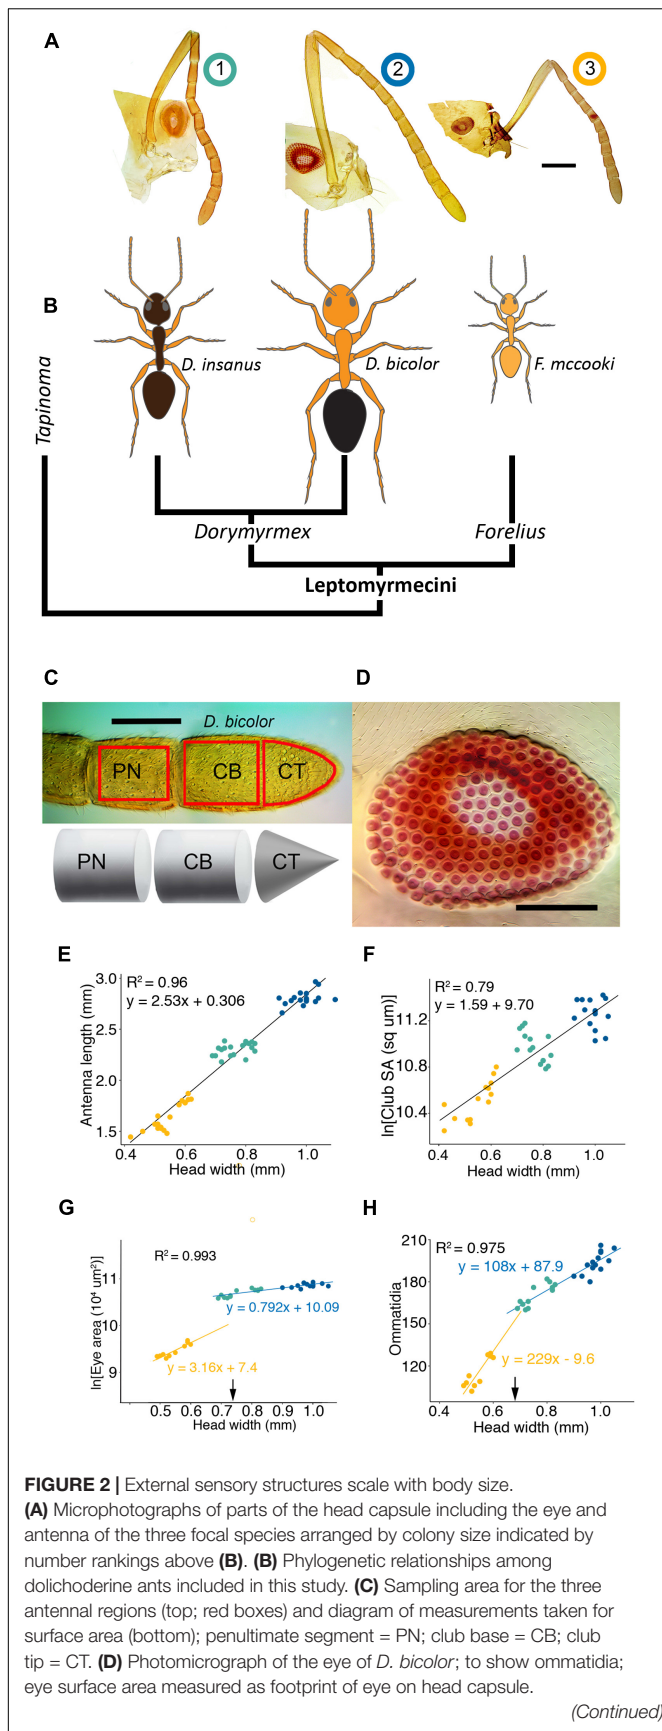 A
1
2
3
B
Tapinoma
D. insanus
D. bicolor
F. mccooki
Dorymyrmex
Forelius
Leptomyrmecini
C
D. bicolor
PN
CB
CT
PN
CB
CT
D
E
R² = 0.96
y = 2.53x + 0.306
Antenna length (mm)
3.0
2.5
2.0
1.5
0.4
0.6
0.8
1.0
Head width (mm)
F
R² = 0.79
y = 1.59 + 9.70
ln[Club SA (sq um)]
11.2
10.8
10.4
0.4
0.6
0.8
1.0
Head width (mm)
G
R² = 0.993
ln[Eye area (10⁴ um²)]
11
10
9
y = 0.792x + 10.09
y = 3.16x + 7.4
0.5
0.6
0.7
0.8
0.9
1.0
Head width (mm)
H
R² = 0.975
y = 108x + 87.9
y = 229x - 9.6
Ommatidia
210
180
150
120
0.4
0.6
0.8
1.0
Head width (mm)
FIGURE 2 | External sensory structures scale with body size.
(A) Microphotographs of parts of the head capsule including the eye and
antenna of the three focal species arranged by colony size indicated by
number rankings above (B). (B) Phylogenetic relationships among
dolichoderine ants included in this study. (C) Sampling area for the three
antennal regions (top; red boxes) and diagram of measurements taken for
surface area (bottom); penultimate segment = PN; club base = CB; club
tip = CT. (D) Photomicrograph of the eye of D. bicolor; to show ommatidia;
eye surface area measured as footprint of eye on head capsule.
(Continued)